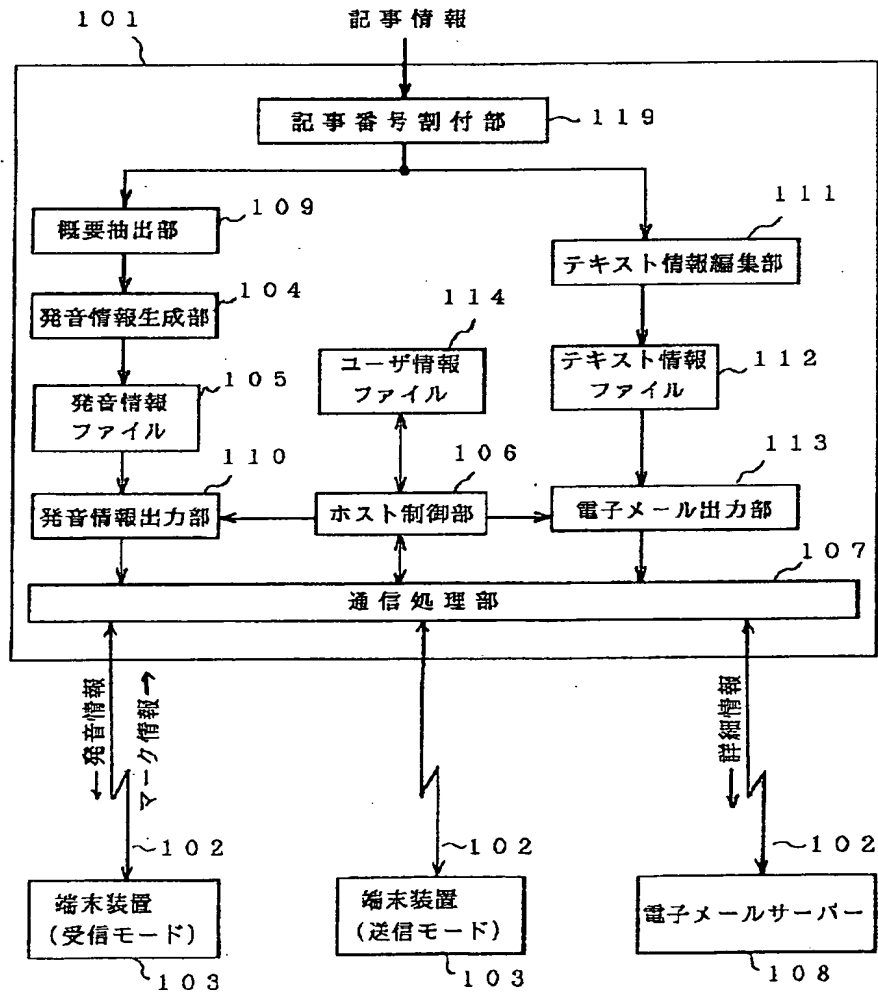 101
記事情報
記事番号割付部
119
109
111
概要抽出部
テキスト情報編集部
104
114
発音情報生成部
105
ユーザ情報
ファイル
テキスト情報
ファイル
112
発音情報
ファイル
110
106
113
発音情報出力部
ホスト制御部
電子メール出力部
107
通信処理部
←発音情報
マーク情報→
←詳細情報
102
102
102
端末装置
(受信モード)
103
端末装置
(送信モード)
103
電子メールサーバー
108